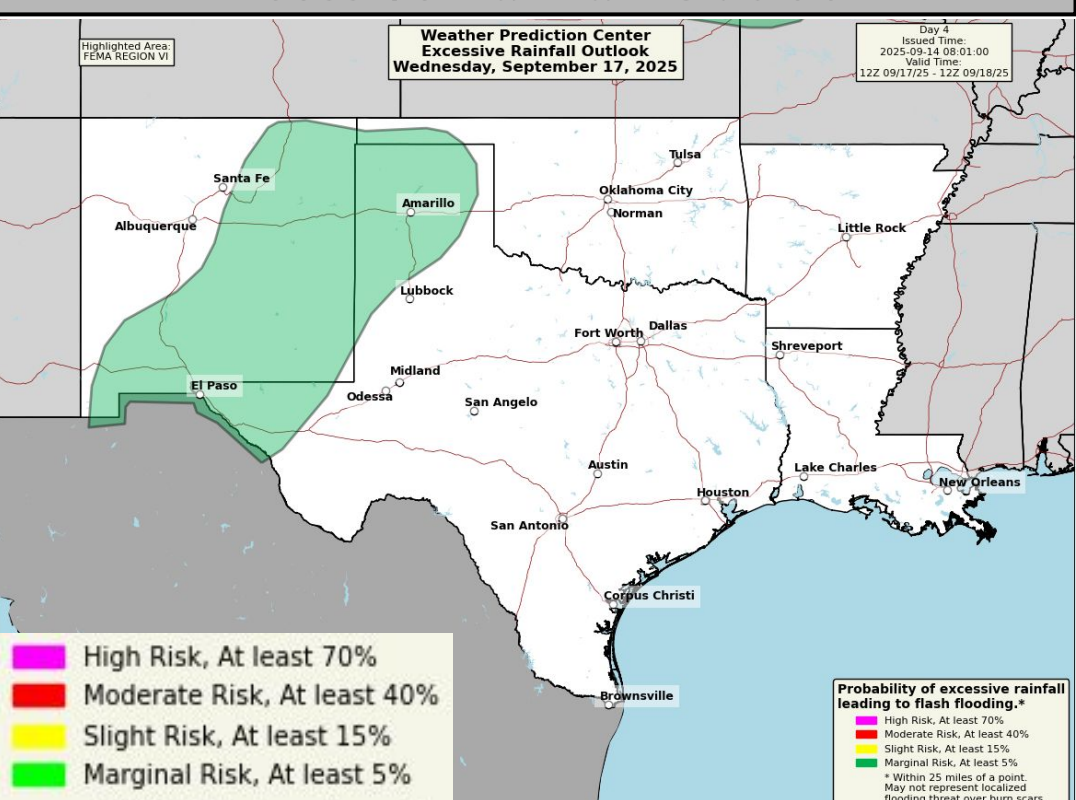 Weather Prediction Center
Excessive Rainfall Outlook
Wednesday, September 17, 2025
Highlighted Area:
FEMA REGION VI
Day 4
Issued Time:
2025-09-14 08:01:00
Valid Time:
12Z 09/17/25 - 12Z 09/18/25
Tulsa
Santa Fe
Oklahoma City
Amarillo
Norman
Albuquerque
Little Rock
Lubbock
Dallas
Fort Worth
Shreveport
Midland
El Paso
Odessa
San Angelo
Austin
Lake Charles
New Orleans
Houston
San Antonio
Corpus Christi
Brownsville
High Risk, At least 70%
Moderate Risk, At least 40%
Slight Risk, At least 15%
Marginal Risk, At least 5%
Probability of excessive rainfall
leading to flash flooding.*
High Risk, At least 70%
Moderate Risk, At least 40%
Slight Risk, At least 15%
Marginal Risk, At least 5%
* Within 25 miles of a point.
May not represent localized
flooding threat over burn scars